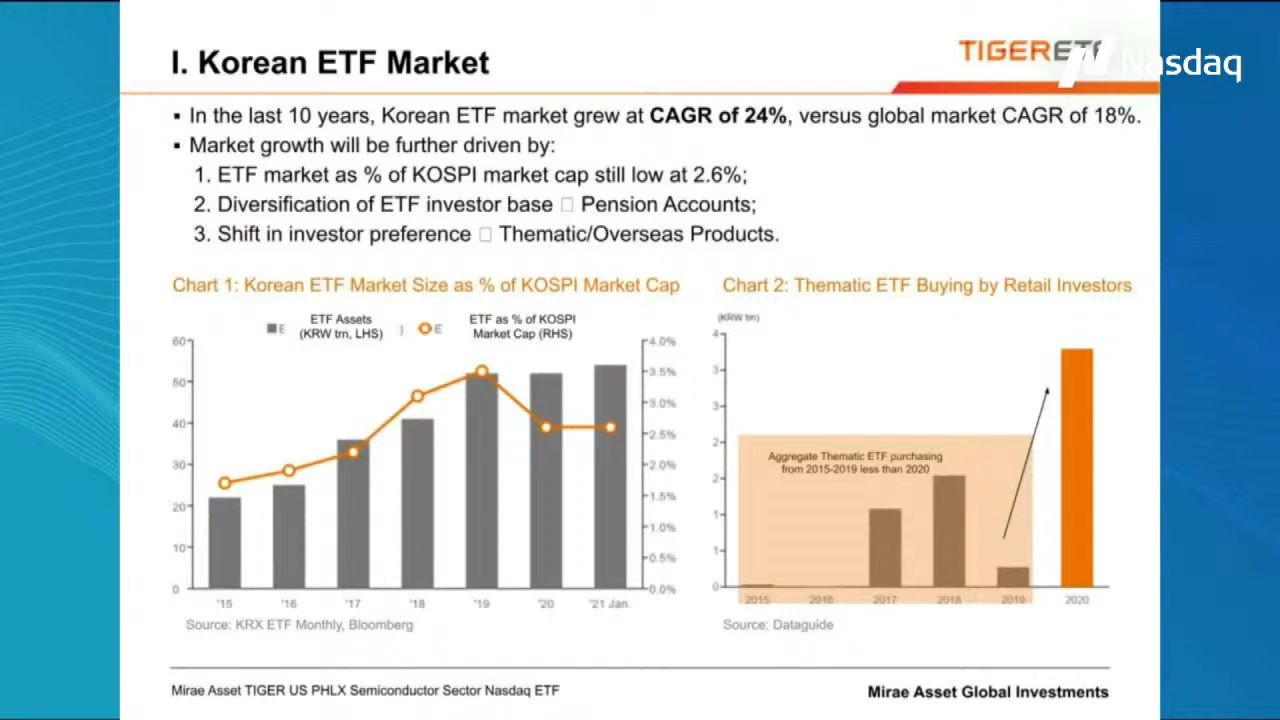 I. Korean ETF Market
TIGER ETF
Nasdaq
▪ In the last 10 years, Korean ETF market grew at CAGR of 24%, versus global market CAGR of 18%.
▪ Market growth will be further driven by:
1. ETF market as % of KOSPI market cap still low at 2.6%;
2. Diversification of ETF investor base □ Pension Accounts;
3. Shift in investor preference □ Thematic/Overseas Products.
Chart 1: Korean ETF Market Size as % of KOSPI Market Cap
E ETF Assets
(KRW trn, LHS)
)
E ETF as % of KOSPI
Market Cap (RHS)
60
50
40
30
20
10
0
4.0%
3.5%
3.0%
2.5%
2.0%
1.5%
1.0%
0.5%
0.0%
'15 '16 '17 '18 '19 '20 '21 Jan.
Source: KRX ETF Monthly, Bloomberg
Chart 2: Thematic ETF Buying by Retail Investors
(KRW trn)
4
3
3
2
2
1
1
0
Aggregate Thematic ETF purchasing
from 2015-2019 less than 2020
2015 2016 2017 2018 2019 2020
Source: Dataguide
Mirae Asset TIGER US PHLX Semiconductor Sector Nasdaq ETF
Mirae Asset Global Investments